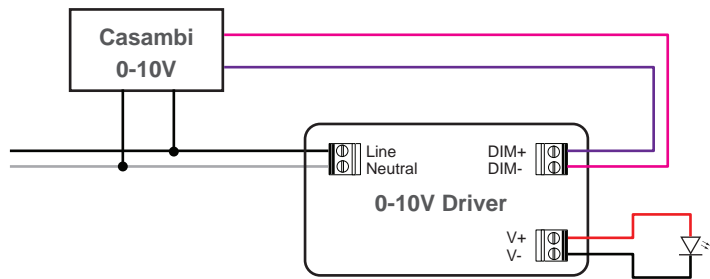 Casambi
0-10V
Line
Neutral
DIM+
DIM-
0-10V Driver
V+
V-